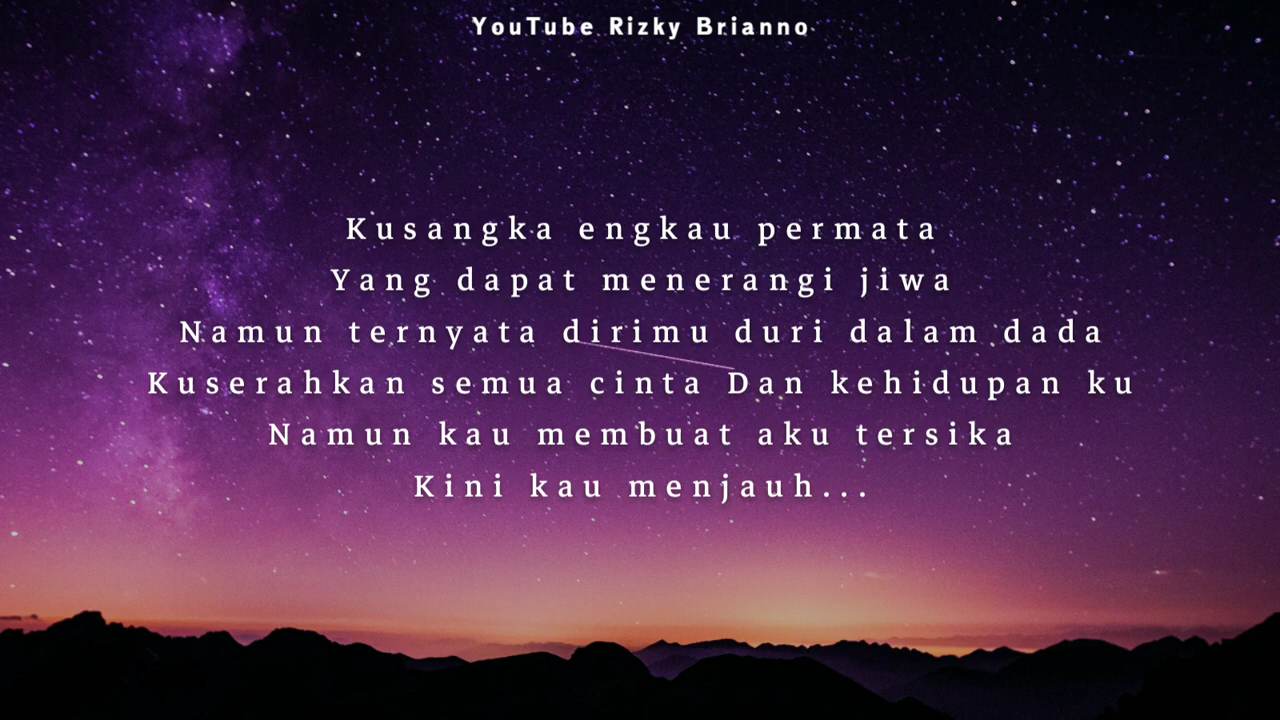 YouTube Rizky Brianno
Kusangka engkau permata
Yang dapat menerangi jiwa
Namun ternyata dirimu duri dalam dada
Kuserahkan semua cinta Dan kehidupan ku
Namun kau membuat aku tersika
Kini kau menjauh...